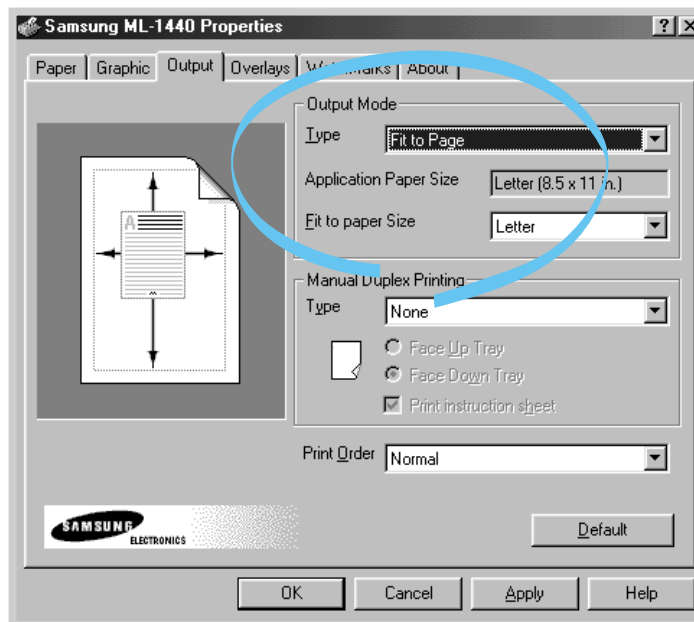 Samsung ML-1440 Properties
Paper Graphic Output Overlays Watermarks About
Output Mode
Type Fit to Page
Application Paper Size Letter (8.5 x 11 in.)
Fit to paper Size Letter
A
Manual Duplex Printing
Type None
Face Up Tray
Face Down Tray
Print instruction sheet
Print Order Normal
SAMSUNG
ELECTRONICS
Default
OK Cancel Apply Help